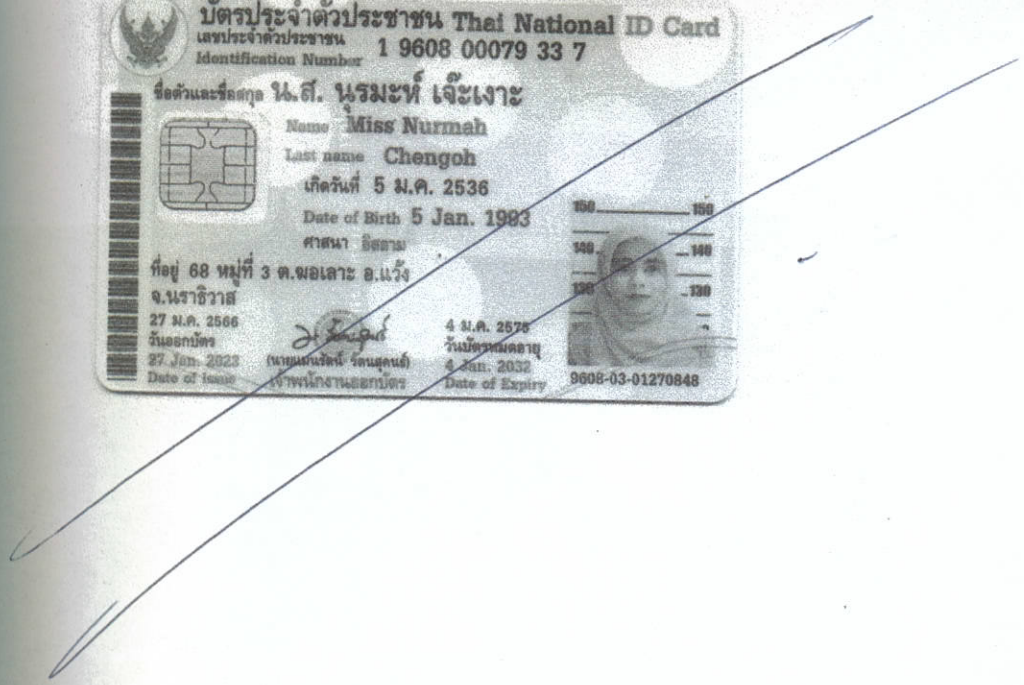 บัตรประจำตัวประชาชน Thai National ID Card
เลขประจำตัวประชาชน
Identification Number 1 9608 00079 33 7
ชื่อตัวและชื่อสกุล น.ส. นุรมะห์ เจ๊ะเงาะ
Name Miss Nurmah
Last name Chengoh
เกิดวันที่ 5 ม.ค. 2536
Date of Birth 5 Jan. 1993
ศาสนา อิสลาม
ที่อยู่ 68 หมู่ที่ 3 ต.ฆอเลาะ อ.แว้ง
จ.นราธิวาส
27 ม.ค. 2566
วันออกบัตร
27 Jan. 2023
Date of Issue
เจ้าพนักงานออกบัตร
4 ม.ค. 2575
วันบัตรหมดอายุ
4 Jan. 2032
Date of Expiry
150 150
140 140
130 130
9608-03-01270848